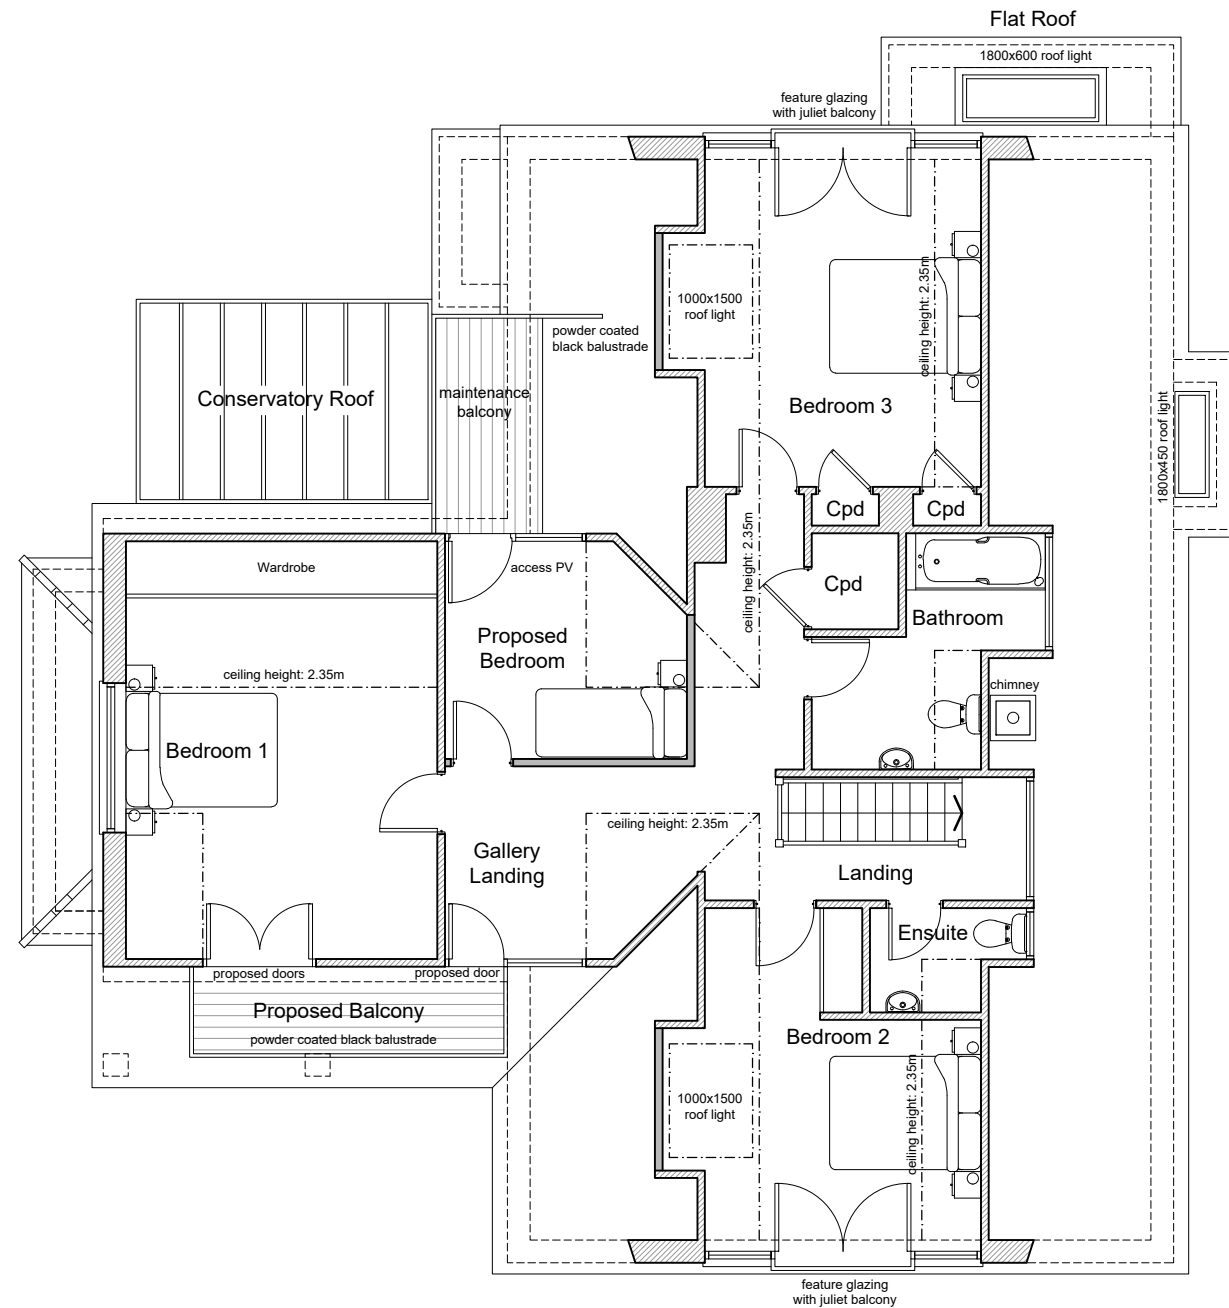 Flat Roof
1800x600 roof light
feature glazing
with juliet balcony
1000x1500
roof light
ceiling height: 2.35m
powder coated
black balustrade
Conservatory Roof
maintenance
balcony
Bedroom 3
1800x450 roof light
Cpd
Cpd
Wardrobe
access PV
ceiling height: 2.35m
Cpd
Bathroom
Proposed
Bedroom
ceiling height: 2.35m
chimney
Bedroom 1
ceiling height: 2.35m
Gallery
Landing
Landing
Ensuite
proposed doors
proposed door
Proposed Balcony
powder coated black balustrade
Bedroom 2
1000x1500
roof light
ceiling height: 2.35m
feature glazing
with juliet balcony